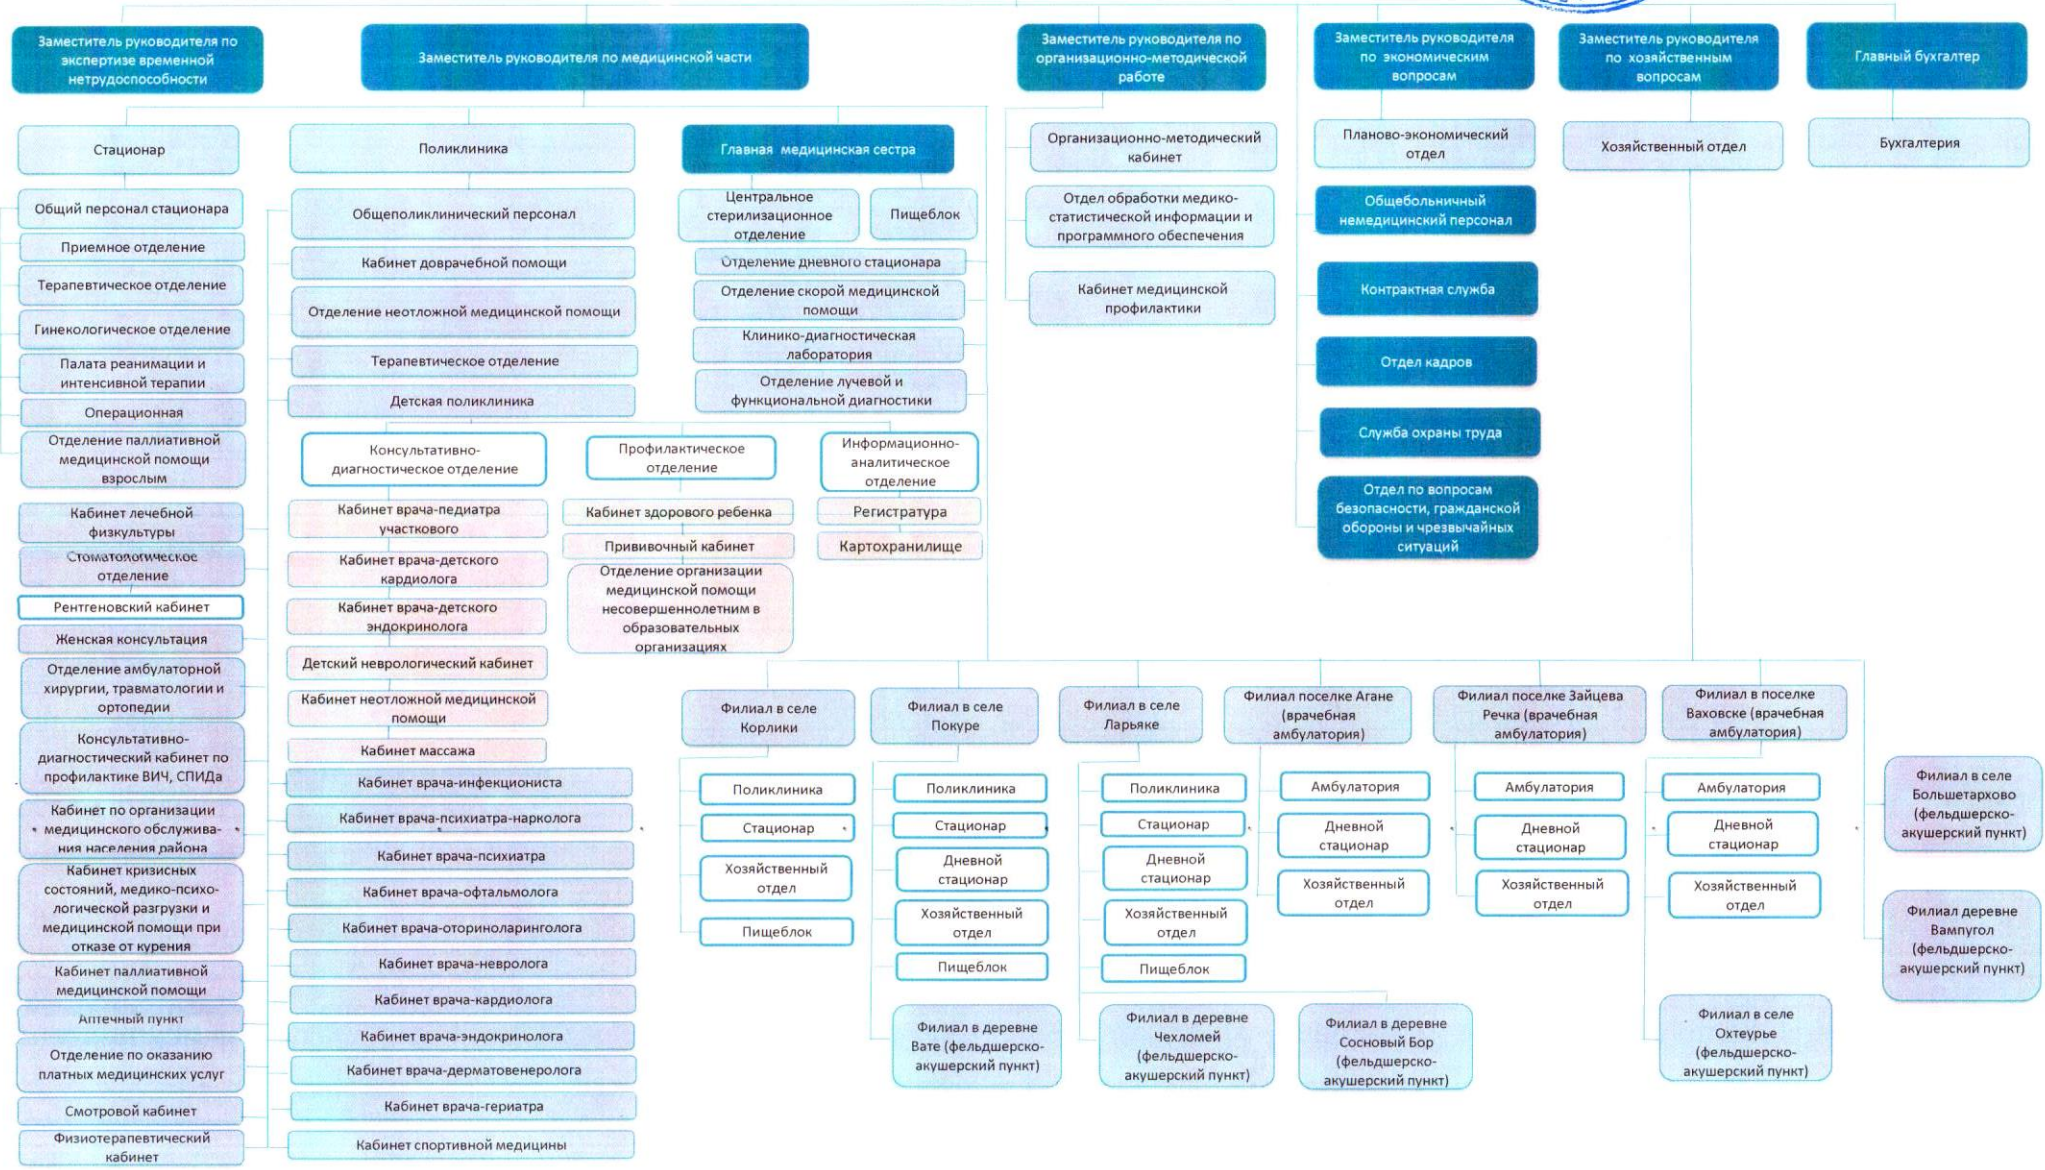 Заместитель руководителя по
экспертизе временной
нетрудоспособности
Заместитель руководителя по медицинской части
Заместитель руководителя по
организационно-методической
работе
Заместитель руководителя
по экономическим
вопросам
Заместитель руководителя
по хозяйственным
вопросам
Главный бухгалтер
Стационар
Поликлиника
Главная медицинская сестра
Организационно-методический
кабинет
Планово-экономический
отдел
Хозяйственный отдел
Бухгалтерия
Общий персонал стационара
Приемное отделение
Терапевтическое отделение
Гинекологическое отделение
Палата реанимации и
интенсивной терапии
Операционная
Отделение паллиативной
медицинской помощи
взрослым
Кабинет лечебной
физкультуры
Стоматологическое
отделение
Рентгеновский кабинет
Женская консультация
Отделение амбулаторной
хирургии, травматологии и
ортопедии
Консультативно-
диагностический кабинет по
профилактике ВИЧ, СПИДа
Кабинет по организации
медицинского обслужива-
ния населения района
Кабинет кризисных
состояний, медико-психо-
логической разгрузки и
медицинской помощи при
отказе от курения
Кабинет паллиативной
медицинской помощи
Аптечный пункт
Отделение по оказанию
платных медицинских услуг
Смотровой кабинет
Физиотерапевтический
кабинет
Общеполиклинический персонал
Кабинет доврачебной помощи
Отделение неотложной медицинской помощи
Терапевтическое отделение
Детская поликлиника
Консультативно-
диагностическое отделение
Профилактическое
отделение
Информационно-
аналитическое
отделение
Кабинет врача-педиатра
участкового
Кабинет врача-детского
кардиолога
Кабинет врача-детского
эндокринолога
Детский неврологический кабинет
Кабинет неотложной медицинской
помощи
Кабинет массажа
Кабинет здорового ребенка
Прививочный кабинет
Отделение организации
медицинской помощи
несовершеннолетним в
образовательных
организациях
Регистратура
Картохранилище
Кабинет врача-инфекциониста
Кабинет врача-психиатра-нарколога
Кабинет врача-психиатра
Кабинет врача-офтальмолога
Кабинет врача-оториноларинголога
Кабинет врача-невролога
Кабинет врача-кардиолога
Кабинет врача-эндокринолога
Кабинет врача-дерматовенеролога
Кабинет врача-гериатра
Кабинет спортивной медицины
Центральное
стерилизационное
отделение
Пищеблок
Отделение дневного стационара
Отделение скорой медицинской
помощи
Клинико-диагностическая
лаборатория
Отделение лучевой и
функциональной диагностики
Отдел обработки медико-
статистической информации и
программного обеспечения
Кабинет медицинской
профилактики
Общебольничный
немедицинский персонал
Контрактная служба
Отдел кадров
Служба охраны труда
Отдел по вопросам
безопасности, гражданской
обороны и чрезвычайных
ситуаций
Филиал в селе
Корлики
Поликлиника
Стационар
Хозяйственный
отдел
Пищеблок
Филиал в селе
Покуре
Поликлиника
Стационар
Дневной
стационар
Хозяйственный
отдел
Пищеблок
Филиал в деревне
Вате (фельдшерско-
акушерский пункт)
Филиал в селе
Ларьяке
Поликлиника
Стационар
Дневной
стационар
Хозяйственный
отдел
Пищеблок
Филиал в деревне
Чехломей
(фельдшерско-
акушерский пункт)
Филиал в деревне
Сосновый Бор
(фельдшерско-
акушерский пункт)
Филиал поселке Агане
(врачебная
амбулатория)
Амбулатория
Дневной
стационар
Хозяйственный
отдел
Филиал поселке Зайцева
Речка (врачебная
амбулатория)
Амбулатория
Дневной
стационар
Хозяйственный
отдел
Филиал в поселке
Ваховске (врачебная
амбулатория)
Амбулатория
Дневной
стационар
Хозяйственный
отдел
Филиал в селе
Охтеурье
(фельдшерско-
акушерский пункт)
Филиал в селе
Большетархово
(фельдшерско-
акушерский пункт)
Филиал деревне
Вампугол
(фельдшерско-
акушерский пункт)